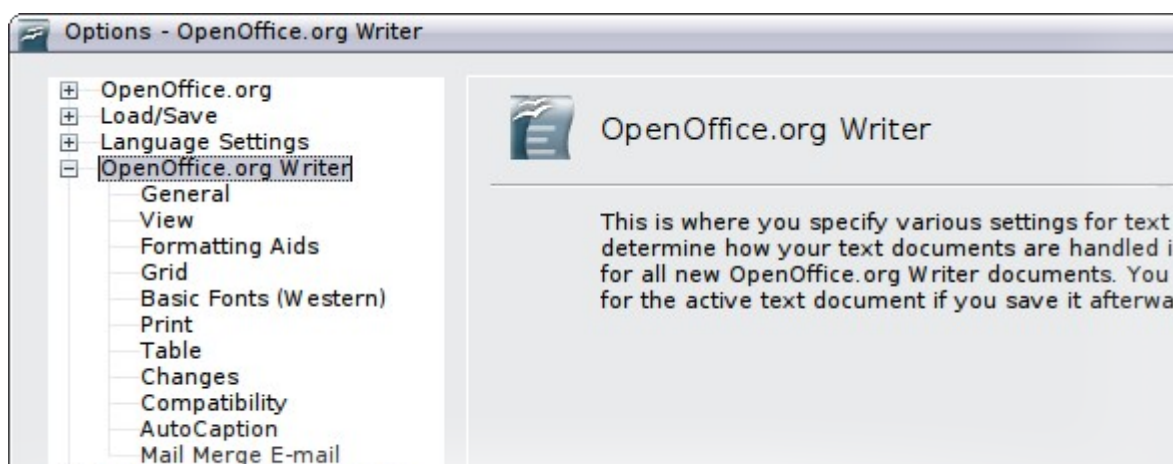 Options - OpenOffice.org Writer
OpenOffice.org
Load/Save
Language Settings
OpenOffice.org Writer
General
View
Formatting Aids
Grid
Basic Fonts (Western)
Print
Table
Changes
Compatibility
AutoCaption
Mail Merge E-mail
OpenOffice.org Writer
This is where you specify various settings for text
determine how your text documents are handled i
for all new OpenOffice.org Writer documents. You
for the active text document if you save it afterwa